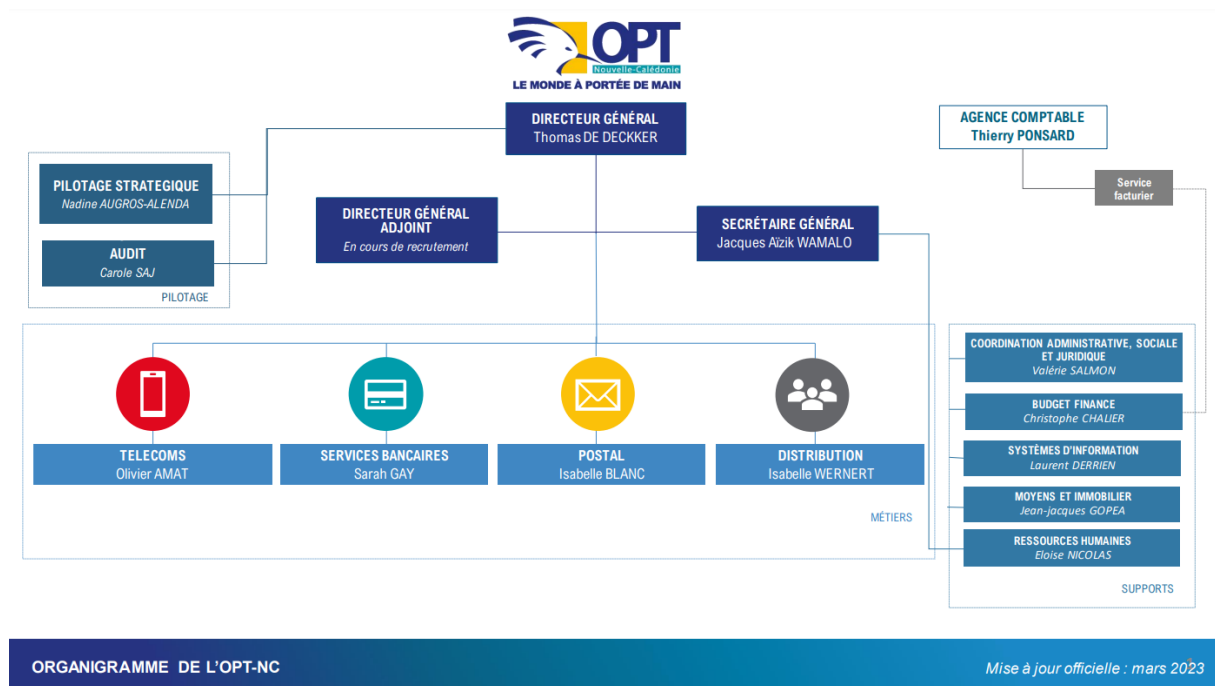 OPT
Nouvelle-Calédonie
LE MONDE À PORTÉE DE MAIN
DIRECTEUR GÉNÉRAL
Thomas DE DECKKER
AGENCE COMPTABLE
Thierry PONSARD
Service
facturier
PILOTAGE STRATEGIQUE
Nadine AUGROS-ALENDA
AUDIT
Carole SAJ
PILOTAGE
DIRECTEUR GÉNÉRAL
ADJOINT
En cours de recrutement
SECRÉTAIRE GÉNÉRAL
Jacques Aïzik WAMALO
TELECOMS
Olivier AMAT
SERVICES BANCAIRES
Sarah GAY
POSTAL
Isabelle BLANC
DISTRIBUTION
Isabelle WERNERT
MÉTIERS
COORDINATION ADMINISTRATIVE, SOCIALE
ET JURIDIQUE
Valérie SALMON
BUDGET FINANCE
Christophe CHALIER
SYSTÈMES D'INFORMATION
Laurent DERRIEN
MOYENS ET IMMOBILIER
Jean-jacques GOPEA
RESSOURCES HUMAINES
Eloise NICOLAS
SUPPORTS
ORGANIGRAMME DE L'OPT-NC
Mise à jour officielle : mars 2023